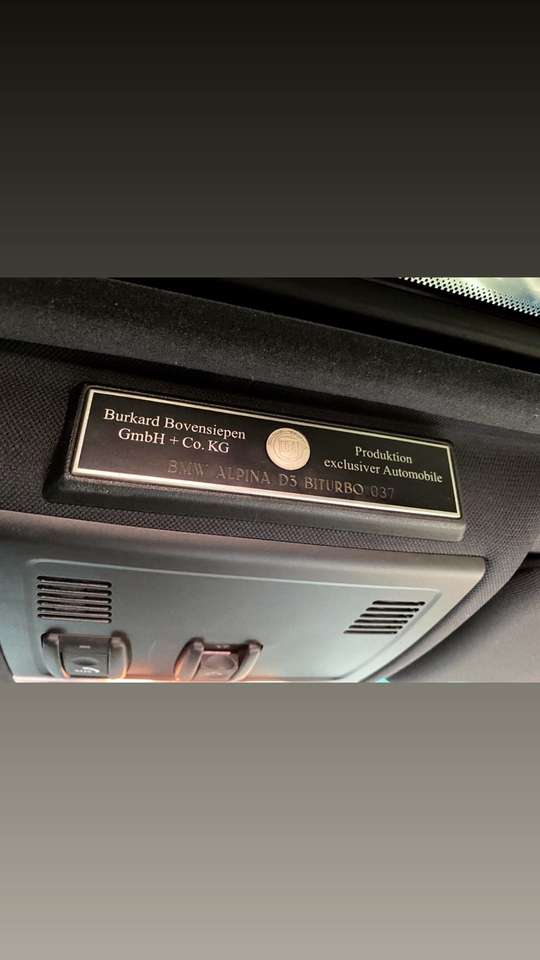 Burkard Bovensiepen
GmbH + Co. KG
Produktion
exclusiver Automobile
BMW ALPINA D3 BITURBO 037